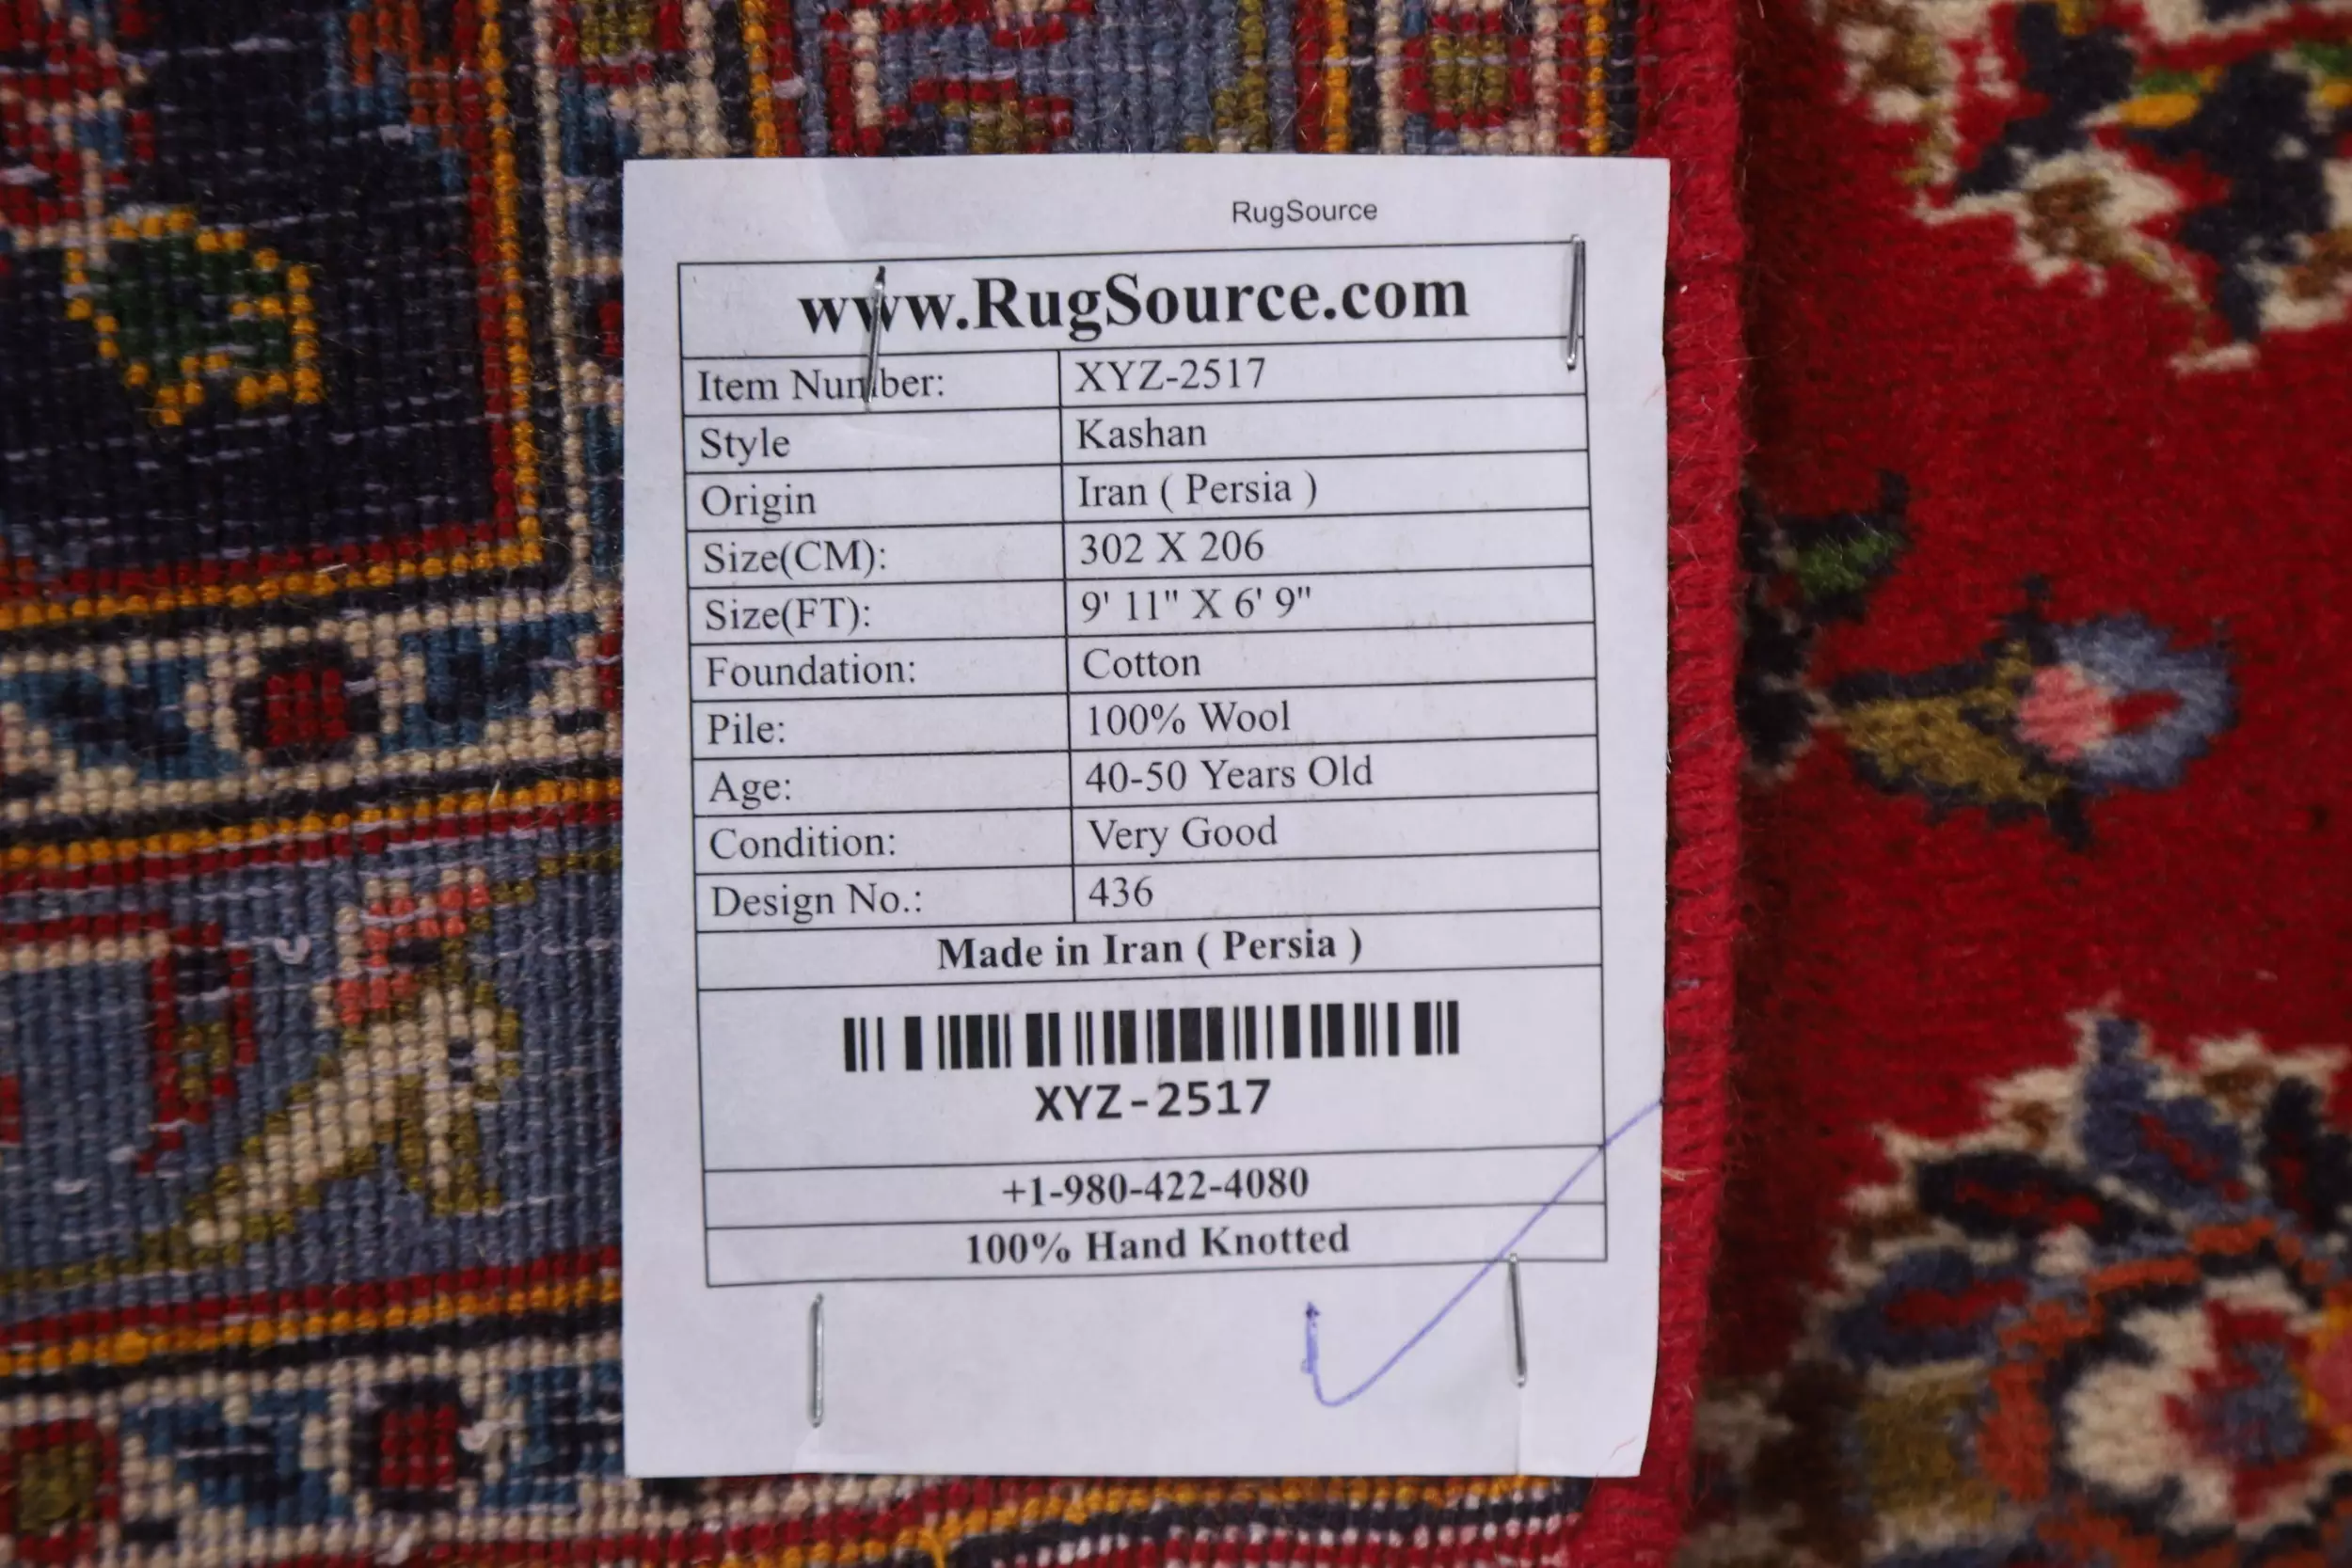 RugSource
www.RugSource.com
Item Number: XYZ-2517
Style Kashan
Origin Iran ( Persia )
Size(CM): 302 X 206
Size(FT): 9' 11" X 6' 9"
Foundation: Cotton
Pile: 100% Wool
Age: 40-50 Years Old
Condition: Very Good
Design No.: 436
Made in Iran ( Persia )
XYZ-2517
+1-980-422-4080
100% Hand Knotted